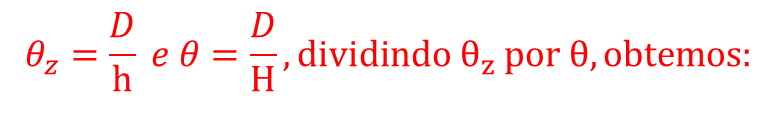 θ_z = D/h e θ = D/H, dividindo θ_z por θ, obtemos: